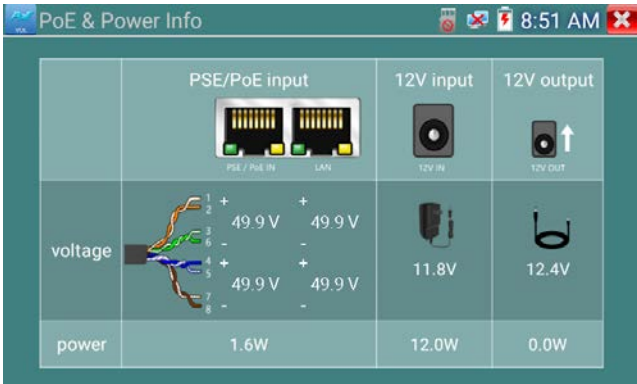 PoE & Power Info 8:51 AM
PSE/PoE input 12V input 12V output
PSE / PoE IN LAN 12V IN 12V OUT
1 + +
2
49.9 V 49.9 V
3
6 - -
4 + +
5
voltage 49.9 V 49.9 V 11.8V 12.4V
7
8 - -
power 1.6W 12.0W 0.0W